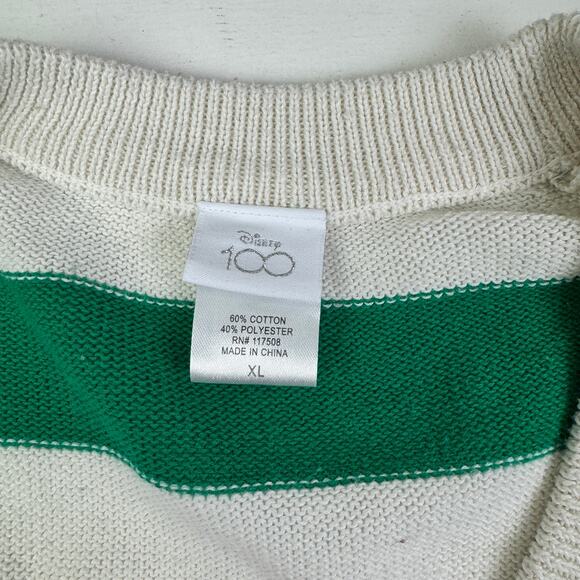 Disney
100
60% COTTON
40% POLYESTER
RN# 117508
MADE IN CHINA
XL